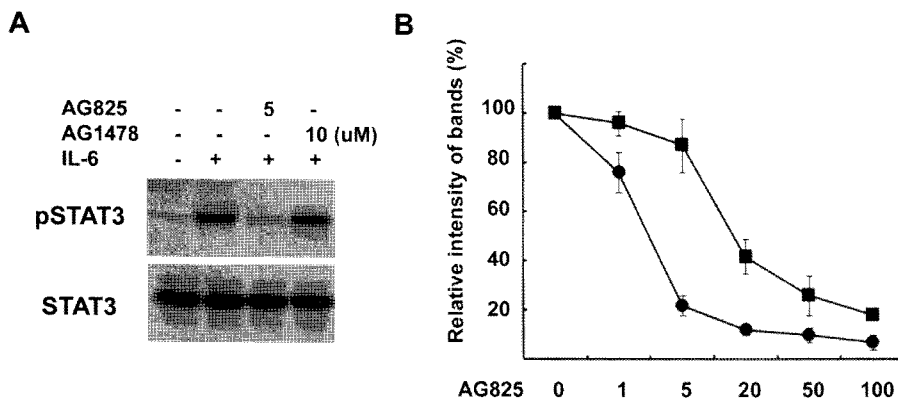 A
AG825 - - 5 -
AG1478 - - - 10 (uM)
IL-6 - + + +
pSTAT3
STAT3
B
Relative intensity of bands (%)
100
80
60
40
20
AG825 0 1 5 20 50 100